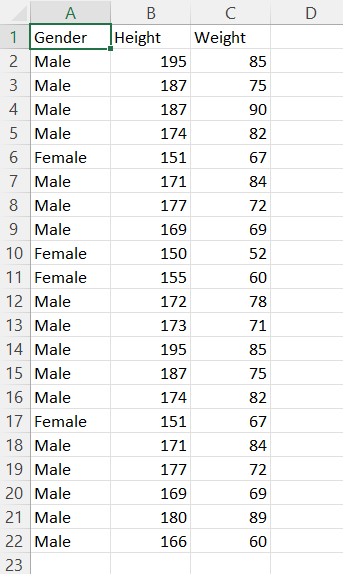 A B C D
1 Gender Height Weight
2 Male 195 85
3 Male 187 75
4 Male 187 90
5 Male 174 82
6 Female 151 67
7 Male 171 84
8 Male 177 72
9 Male 169 69
10 Female 150 52
11 Female 155 60
12 Male 172 78
13 Male 173 71
14 Male 195 85
15 Male 187 75
16 Male 174 82
17 Female 151 67
18 Male 171 84
19 Male 177 72
20 Male 169 69
21 Male 180 89
22 Male 166 60
23